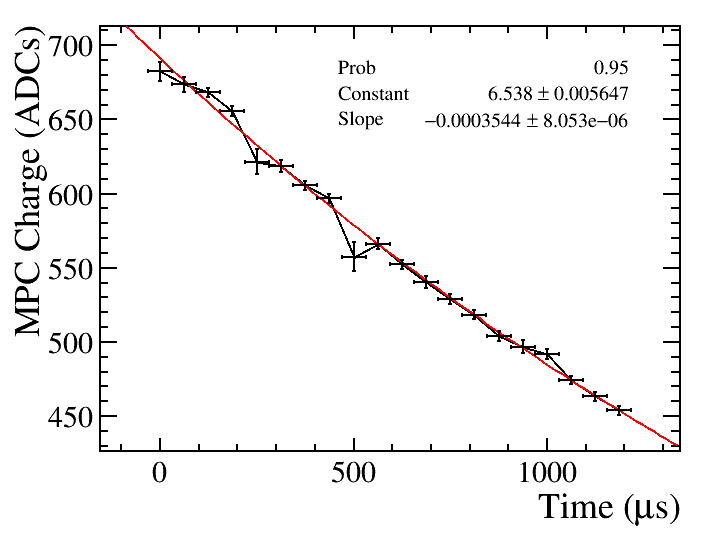 MPC Charge (ADCs)
700
650
600
550
500
450
Prob 0.95
Constant 6.538 ± 0.005647
Slope −0.0003544 ± 8.053e−06
0 500 1000
Time (μs)